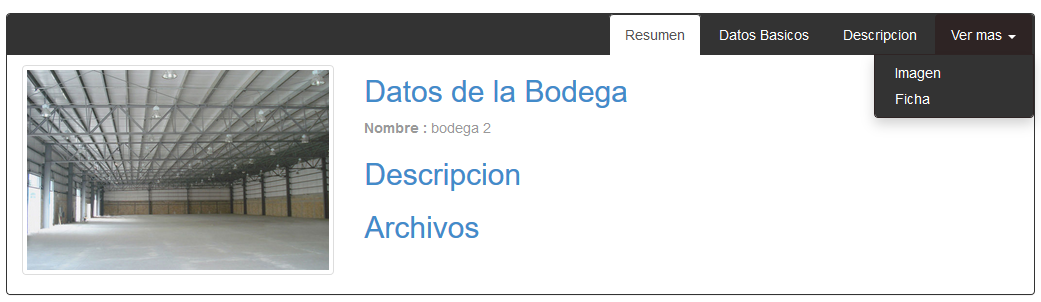 Resumen Datos Basicos Descripcion Ver mas
Imagen
Ficha
Datos de la Bodega
Nombre : bodega 2
Descripcion
Archivos